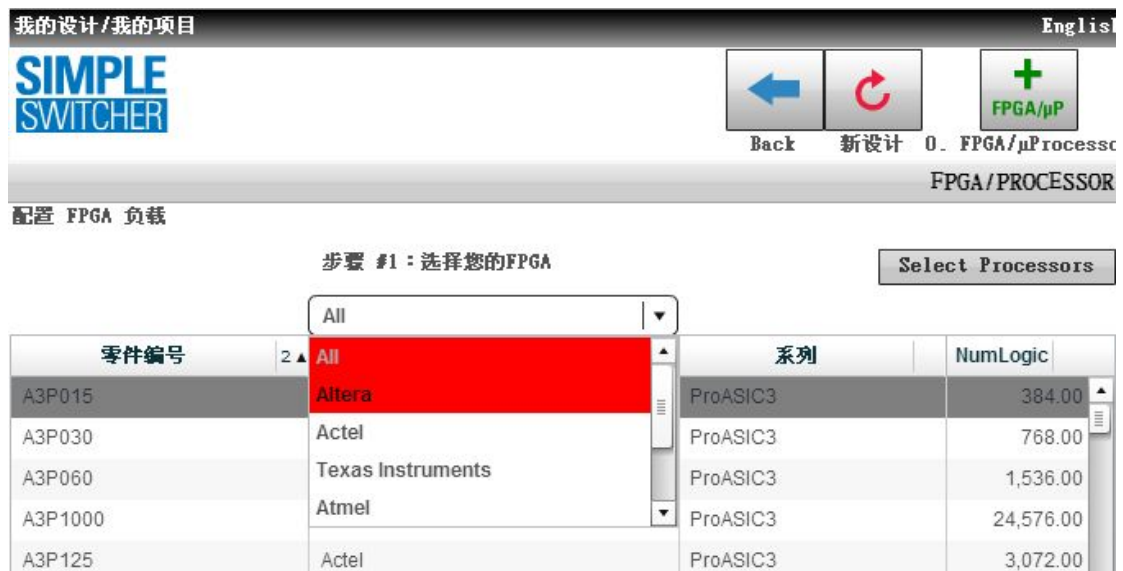 我的设计/我的项目 English
SIMPLE
SWITCHER
FPGA/μP
Back 新设计 0. FPGA/μProcesso
FPGA/PROCESSOR
配置 FPGA 负载
步骤 #1:选择您的FPGA Select Processors
All
零件编号 2 系列 NumLogic
All
A3P015 Altera ProASIC3 384.00
A3P030 Actel ProASIC3 768.00
A3P060 Texas Instruments ProASIC3 1,536.00
A3P1000 Atmel ProASIC3 24,576.00
A3P125 Actel ProASIC3 3,072.00